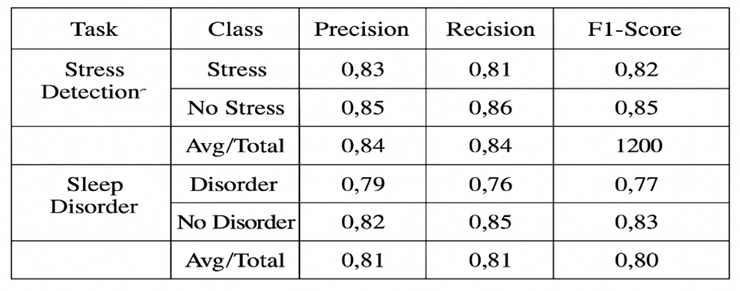 Task Class Precision Recision F1-Score
Stress Detection Stress 0,83 0,81 0,82
No Stress 0,85 0,86 0,85
Avg/Total 0,84 0,84 1200
Sleep Disorder Disorder 0,79 0,76 0,77
No Disorder 0,82 0,85 0,83
Avg/Total 0,81 0,81 0,80